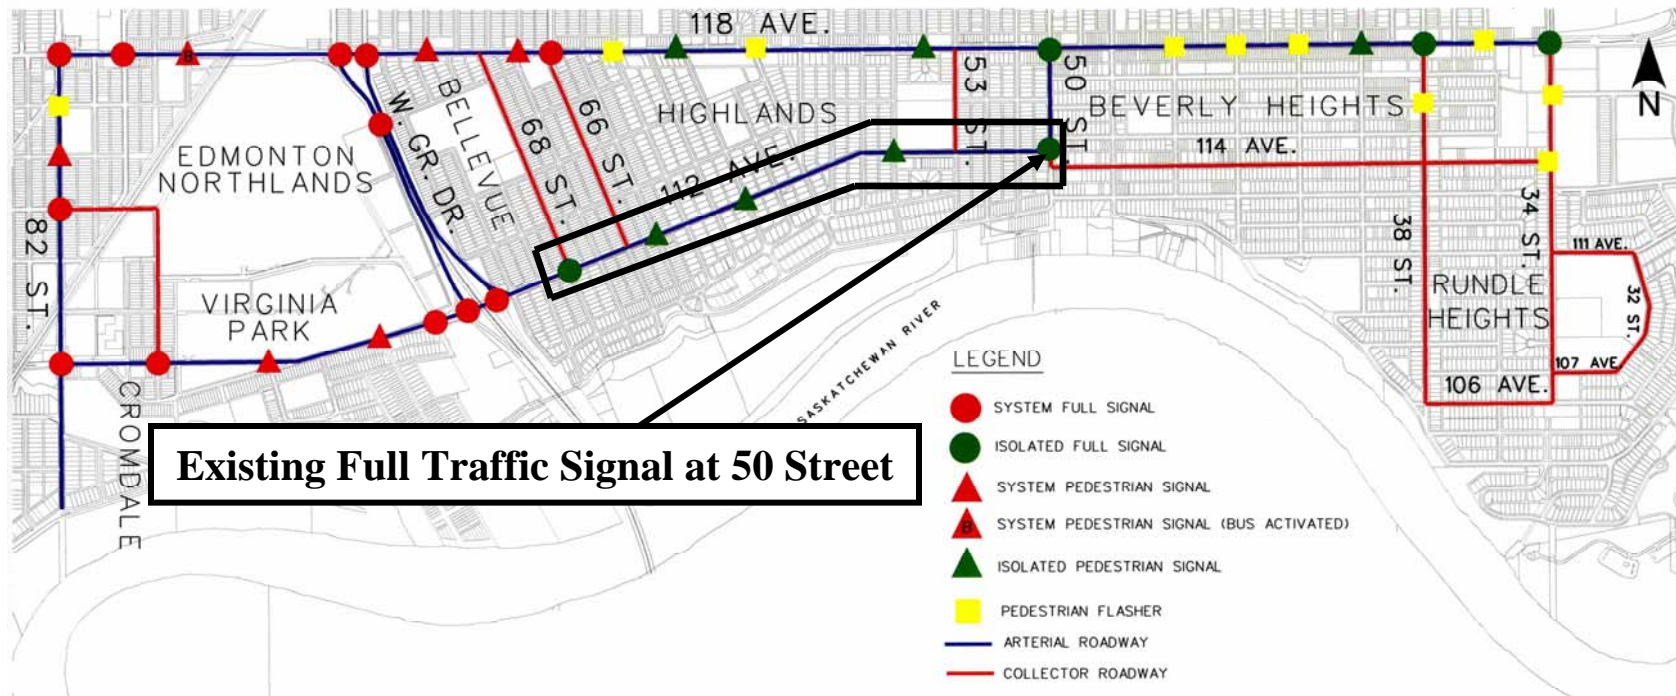 118 AVE.
B
N
53 ST.
50 ST.
BELLEVUE
W. GR. DR.
68 ST.
66 ST.
HIGHLANDS
BEVERLY HEIGHTS
112 AVE.
114 AVE.
EDMONTON
NORTHLANDS
82 ST.
38 ST.
34 ST.
111 AVE.
32 ST.
RUNDLE
HEIGHTS
VIRGINIA
PARK
107 AVE.
106 AVE.
SASKATCHEWAN RIVER
CROMDALE
Existing Full Traffic Signal at 50 Street
LEGEND
SYSTEM FULL SIGNAL
ISOLATED FULL SIGNAL
SYSTEM PEDESTRIAN SIGNAL
B SYSTEM PEDESTRIAN SIGNAL (BUS ACTIVATED)
ISOLATED PEDESTRIAN SIGNAL
PEDESTRIAN FLASHER
ARTERIAL ROADWAY
COLLECTOR ROADWAY